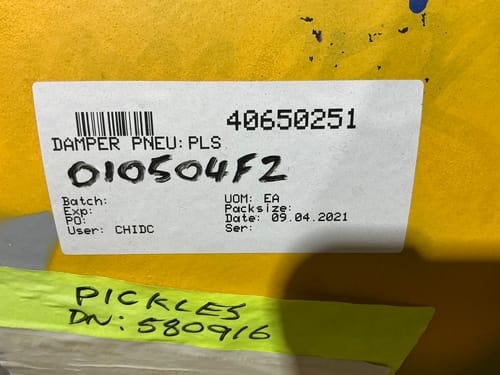 40650251
DAMPER PNEU:PLS
010504F2
Batch:
Exp:
PO:
User: CHIDC
UOM: EA
Packsize:
Date: 09.04.2021
Ser:
PICKLES
DN: 580916